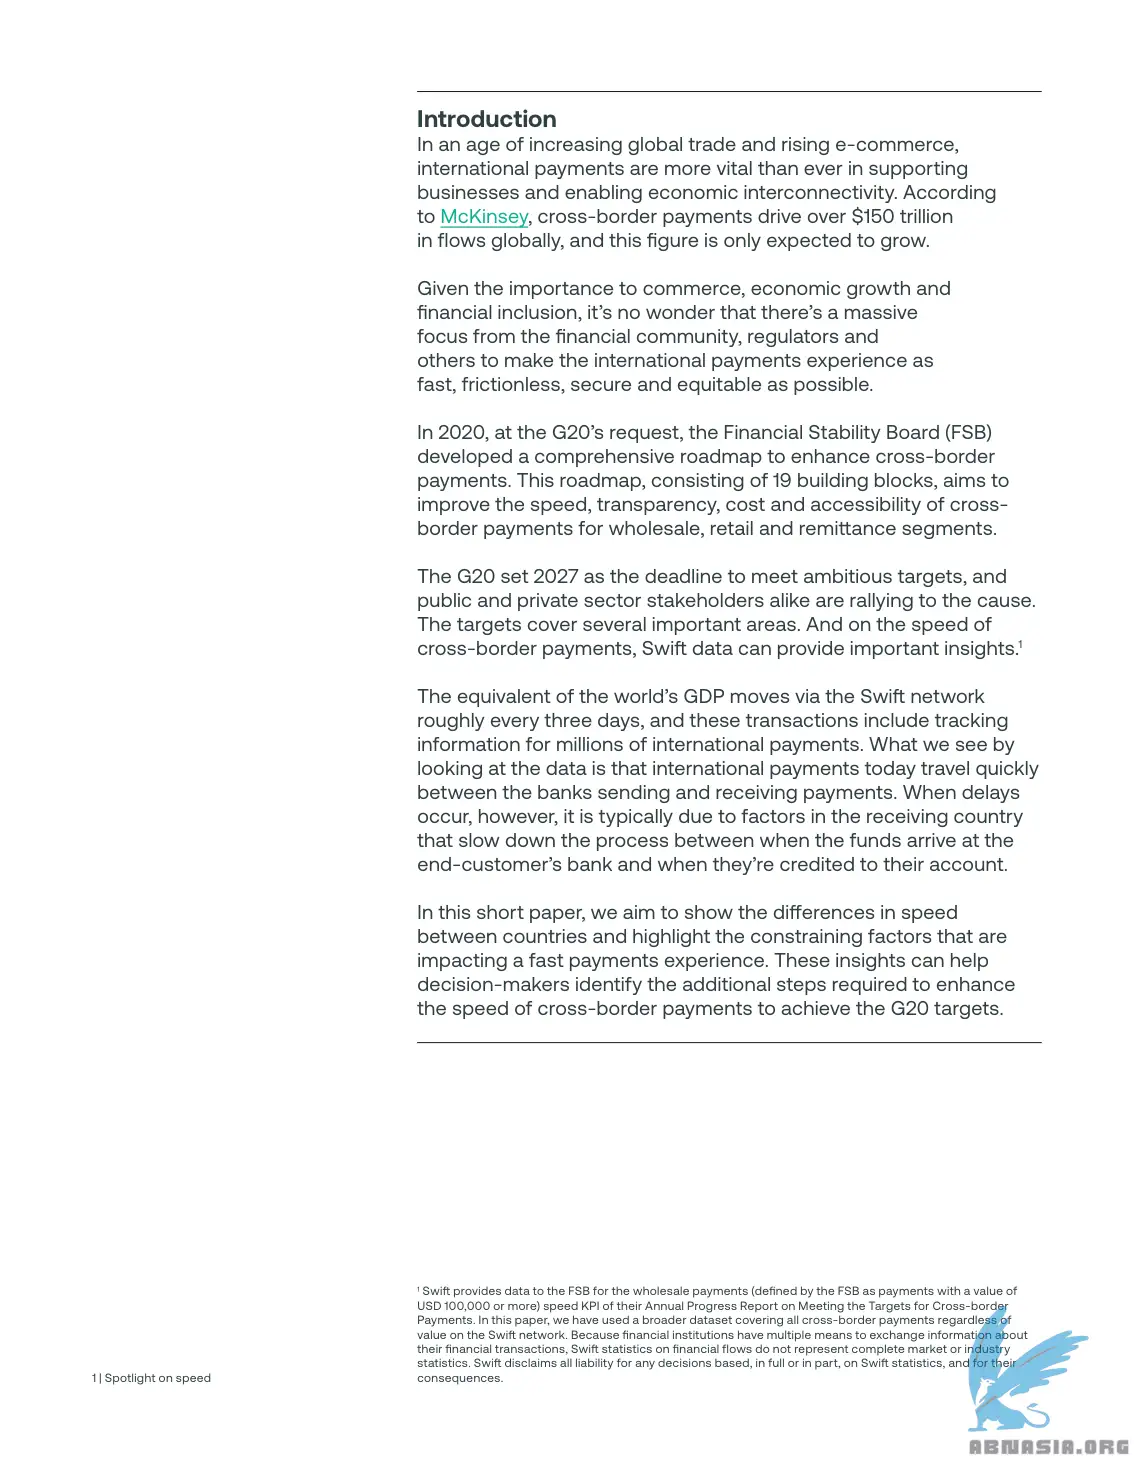 Introduction
In an age of increasing global trade and rising e-commerce,
international payments are more vital than ever in supporting
businesses and enabling economic interconnectivity. According
to McKinsey, cross-border payments drive over $150 trillion
in flows globally, and this figure is only expected to grow.
Given the importance to commerce, economic growth and
financial inclusion, it’s no wonder that there’s a massive
focus from the financial community, regulators and
others to make the international payments experience as
fast, frictionless, secure and equitable as possible.
In 2020, at the G20’s request, the Financial Stability Board (FSB)
developed a comprehensive roadmap to enhance cross-border
payments. This roadmap, consisting of 19 building blocks, aims to
improve the speed, transparency, cost and accessibility of cross-
border payments for wholesale, retail and remittance segments.
The G20 set 2027 as the deadline to meet ambitious targets, and
public and private sector stakeholders alike are rallying to the cause.
The targets cover several important areas. And on the speed of
cross-border payments, Swift data can provide important insights.¹
The equivalent of the world’s GDP moves via the Swift network
roughly every three days, and these transactions include tracking
information for millions of international payments. What we see by
looking at the data is that international payments today travel quickly
between the banks sending and receiving payments. When delays
occur, however, it is typically due to factors in the receiving country
that slow down the process between when the funds arrive at the
end-customer’s bank and when they’re credited to their account.
In this short paper, we aim to show the differences in speed
between countries and highlight the constraining factors that are
impacting a fast payments experience. These insights can help
decision-makers identify the additional steps required to enhance
the speed of cross-border payments to achieve the G20 targets.
¹ Swift provides data to the FSB for the wholesale payments (defined by the FSB as payments with a value of
USD 100,000 or more) speed KPI of their Annual Progress Report on Meeting the Targets for Cross-border
Payments. In this paper, we have used a broader dataset covering all cross-border payments regardless of
value on the Swift network. Because financial institutions have multiple means to exchange information about
their financial transactions, Swift statistics on financial flows do not represent complete market or industry
statistics. Swift disclaims all liability for any decisions based, in full or in part, on Swift statistics, and for their
consequences.
1 | Spotlight on speed
ABNASIA.ORG